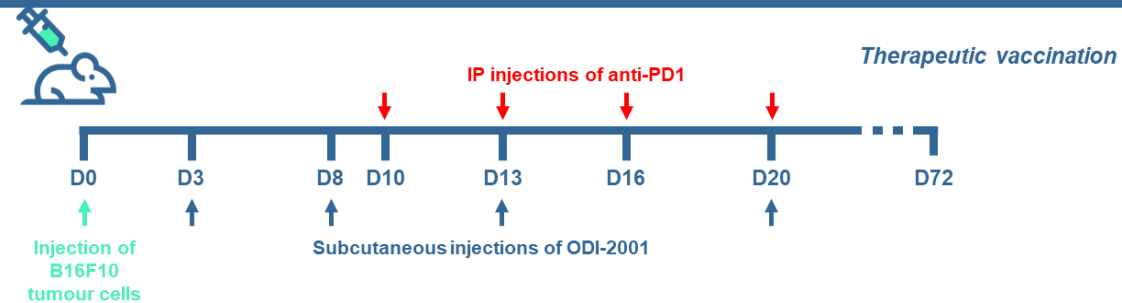 Therapeutic vaccination
IP injections of anti-PD1
D0 D3 D8 D10 D13 D16 D20 D72
Injection of
B16F10
tumour cells
Subcutaneous injections of ODI-2001